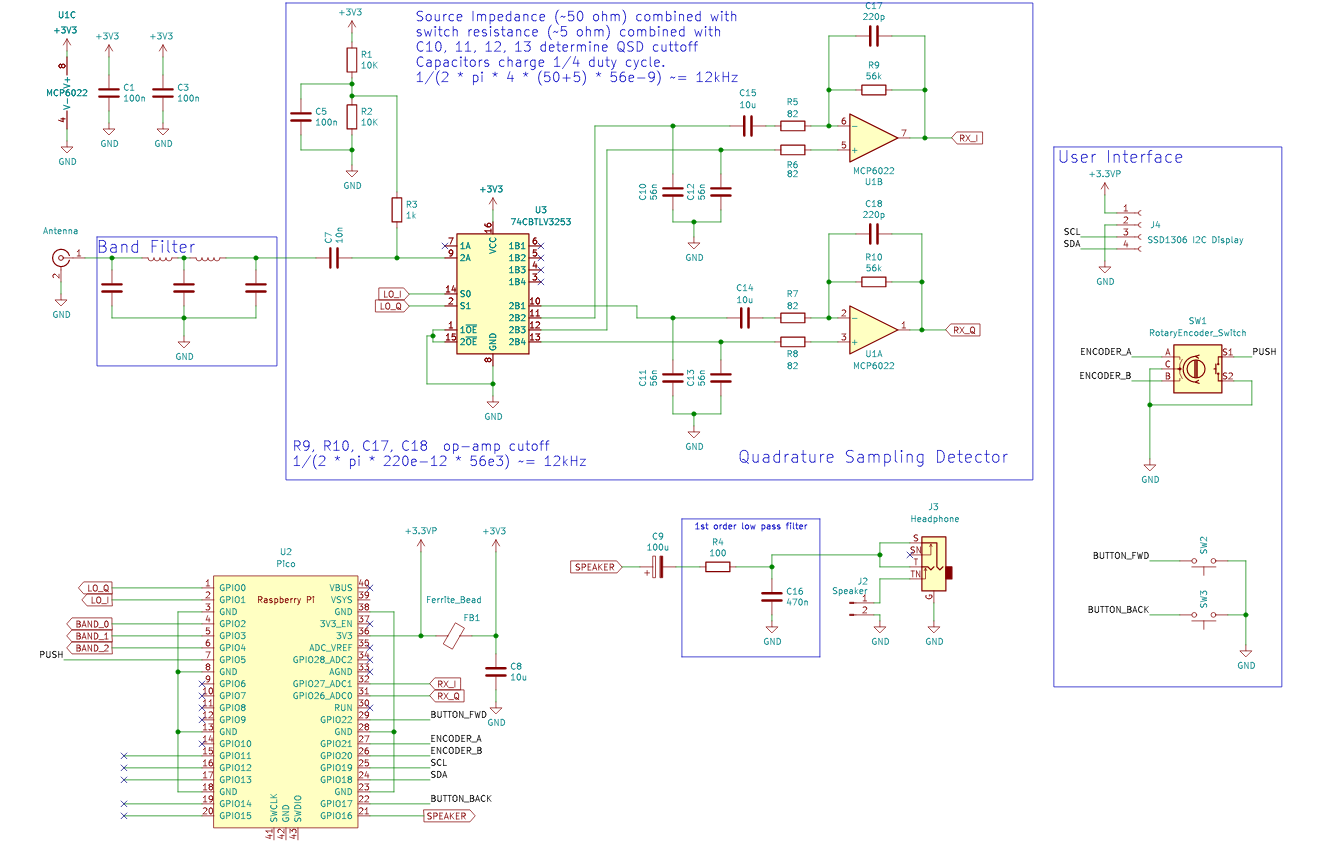 U1C
+3V3
8
V+
MCP6022
V-
4
GND
+3V3
C1
100n
GND
+3V3
C3
100n
GND
+3V3
R1
10K
C5
100n
R2
10K
GND
R3
1k
Source Impedance (~50 ohm) combined with
switch resistance (~5 ohm) combined with
C10, 11, 12, 13 determine QSD cuttoff
Capacitors charge 1/4 duty cycle.
1/(2 * pi * 4 * (50+5) * 56e-9) ~= 12kHz
C17
220p
R9
56k
C15
10u
R5
82
R6
82
6
-
5
+
7
RX_I
MCP6022
U1B
C10
56n
C12
56n
GND
Antenna
1
2
GND
Band Filter
GND
C7
10n
+3V3
U3
74CBTLV3253
16
VCC
7
1A
9
2A
14
S0
2
S1
1
1OE
15
2OE
1B1
6
1B2
5
1B3
4
1B4
3
2B1
10
2B2
11
2B3
12
2B4
13
GND
8
GND
LO_I
LO_Q
C18
220p
R10
56k
C14
10u
R7
82
R8
82
2
-
3
+
1
RX_Q
U1A
MCP6022
C11
56n
C13
56n
GND
R9, R10, C17, C18 op-amp cutoff
1/(2 * pi * 220e-12 * 56e3) ~= 12kHz
Quadrature Sampling Detector
User Interface
+3.3VP
1
2
3
4
J4
SSD1306 I2C Display
SCL
SDA
GND
SW1
RotaryEncoder_Switch
ENCODER_A
A
C
ENCODER_B
B
S1
PUSH
S2
GND
BUTTON_FWD
SW2
BUTTON_BACK
SW3
GND
U2
Pico
Raspberry Pi
LO_Q
1
GPIO0
LO_I
2
GPIO1
3
GND
BAND_0
4
GPIO2
BAND_1
5
GPIO3
BAND_2
6
GPIO4
PUSH
7
GPIO5
8
GND
9
GPIO6
10
GPIO7
11
GPIO8
12
GPIO9
13
GND
14
GPIO10
15
GPIO11
16
GPIO12
17
GPIO13
18
GND
19
GPIO14
20
GPIO15
VBUS
40
VSYS
39
GND
38
3V3_EN
37
3V3
36
ADC_VREF
35
GPIO28_ADC2
34
AGND
33
GPIO27_ADC1
32
RX_I
GPIO26_ADC0
31
RX_Q
RUN
30
GPIO22
29
BUTTON_FWD
GND
28
GPIO21
27
ENCODER_A
GPIO20
26
ENCODER_B
GPIO19
25
SCL
GPIO18
24
SDA
GND
23
GPIO17
22
BUTTON_BACK
GPIO16
21
SPEAKER
SWCLK
GND
SWDIO
41
42
43
+3.3VP
+3V3
Ferrite_Bead
FB1
C8
10u
GND
SPEAKER
C9
100u
+
1st order low pass filter
R4
100
C16
470n
GND
J2
Speaker
1
2
GND
J3
Headphone
S
SN
T
TN
G
GND